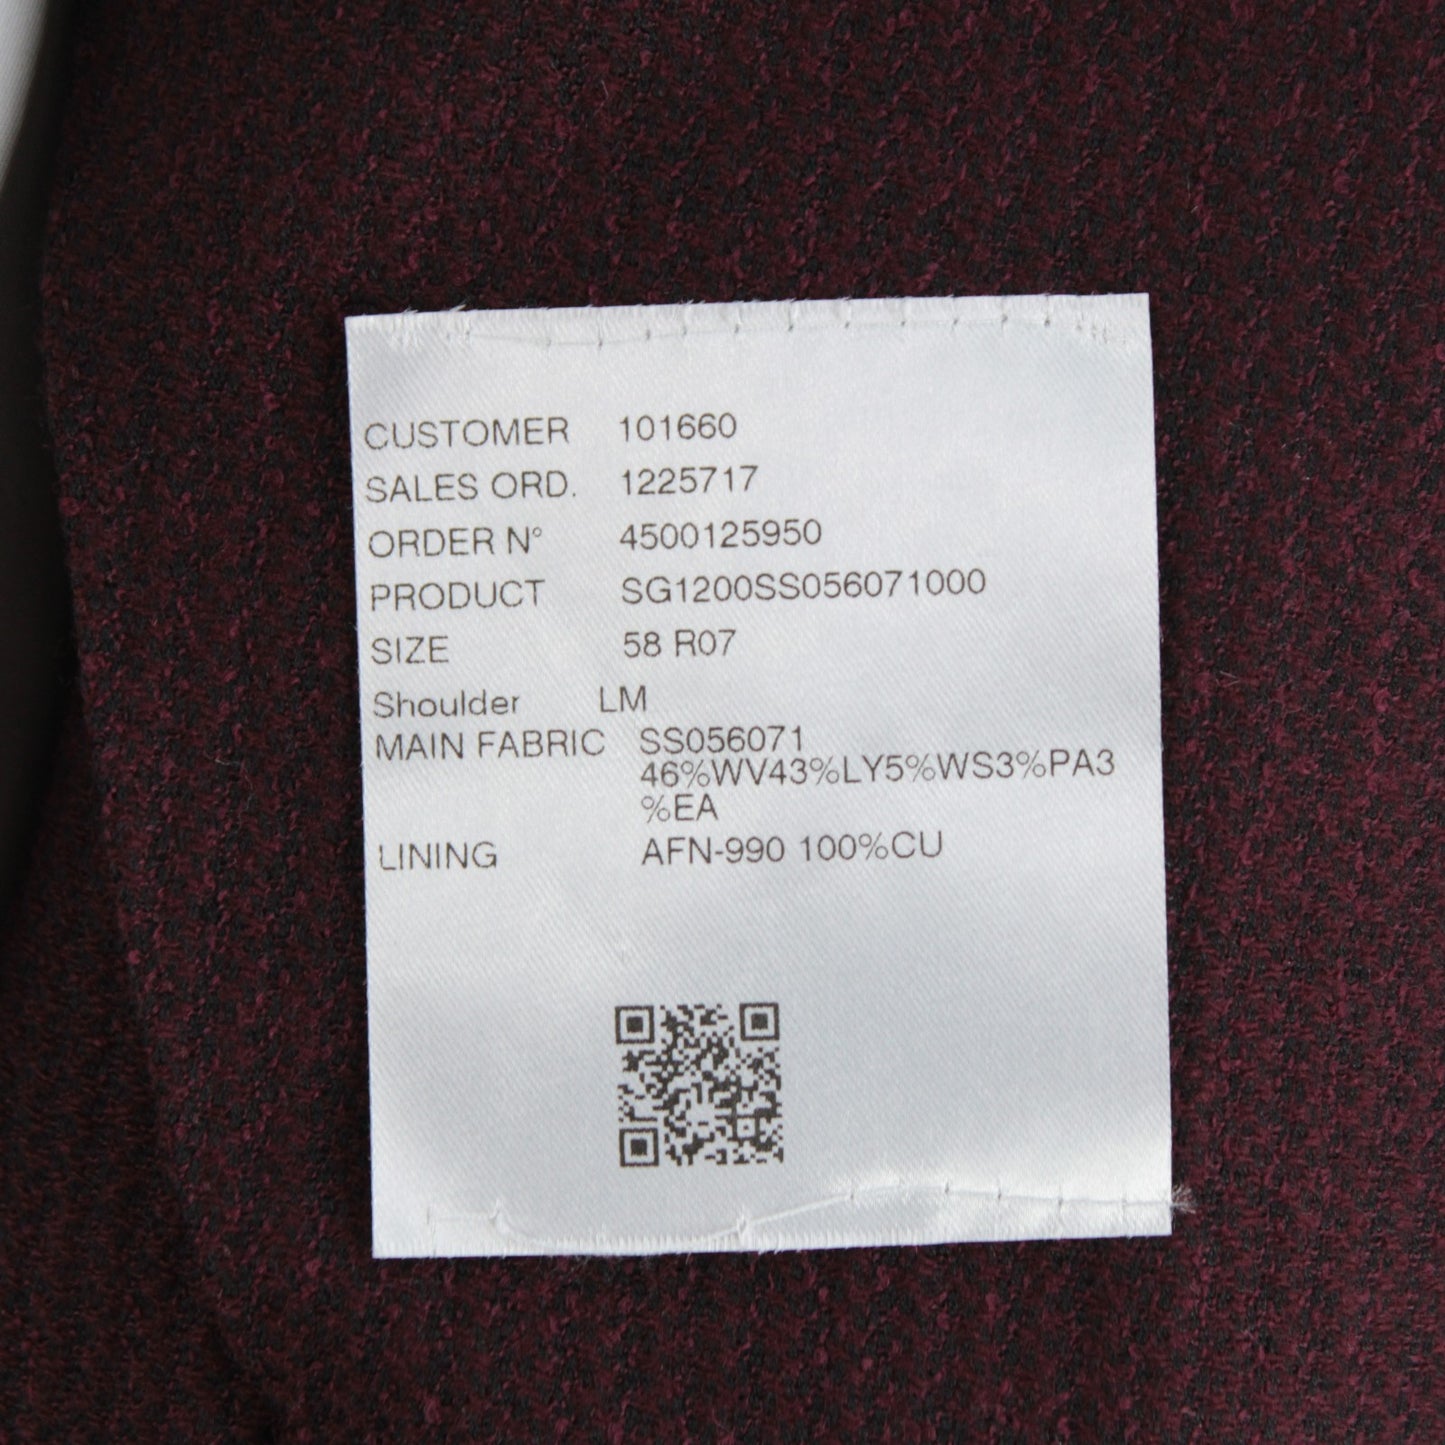 CUSTOMER 101660
SALES ORD. 1225717
ORDER N° 4500125950
PRODUCT SG1200SS056071000
SIZE 58 R07
Shoulder LM
MAIN FABRIC SS056071
46%WV43%LY5%WS3%PA3
%EA
LINING AFN-990 100%CU